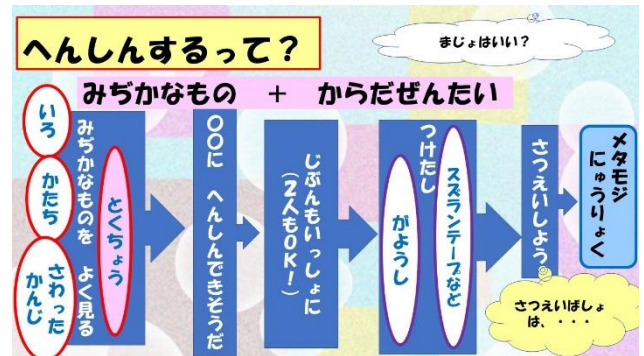 へんしんするって？
まじょはいい？
みぢかなもの ＋ からだぜんたい
いろ
かたち
さわった
かんじ
みぢかなものを よく見る
とくちょう
〇〇に へんしんできそうだ
じぶんもいっしょに
（２人もOK！）
つけたし
スズランテープなど
がようし
さつえいしよう
さつえいばしょ
は、・・・
メタモジ
にゅうりょく